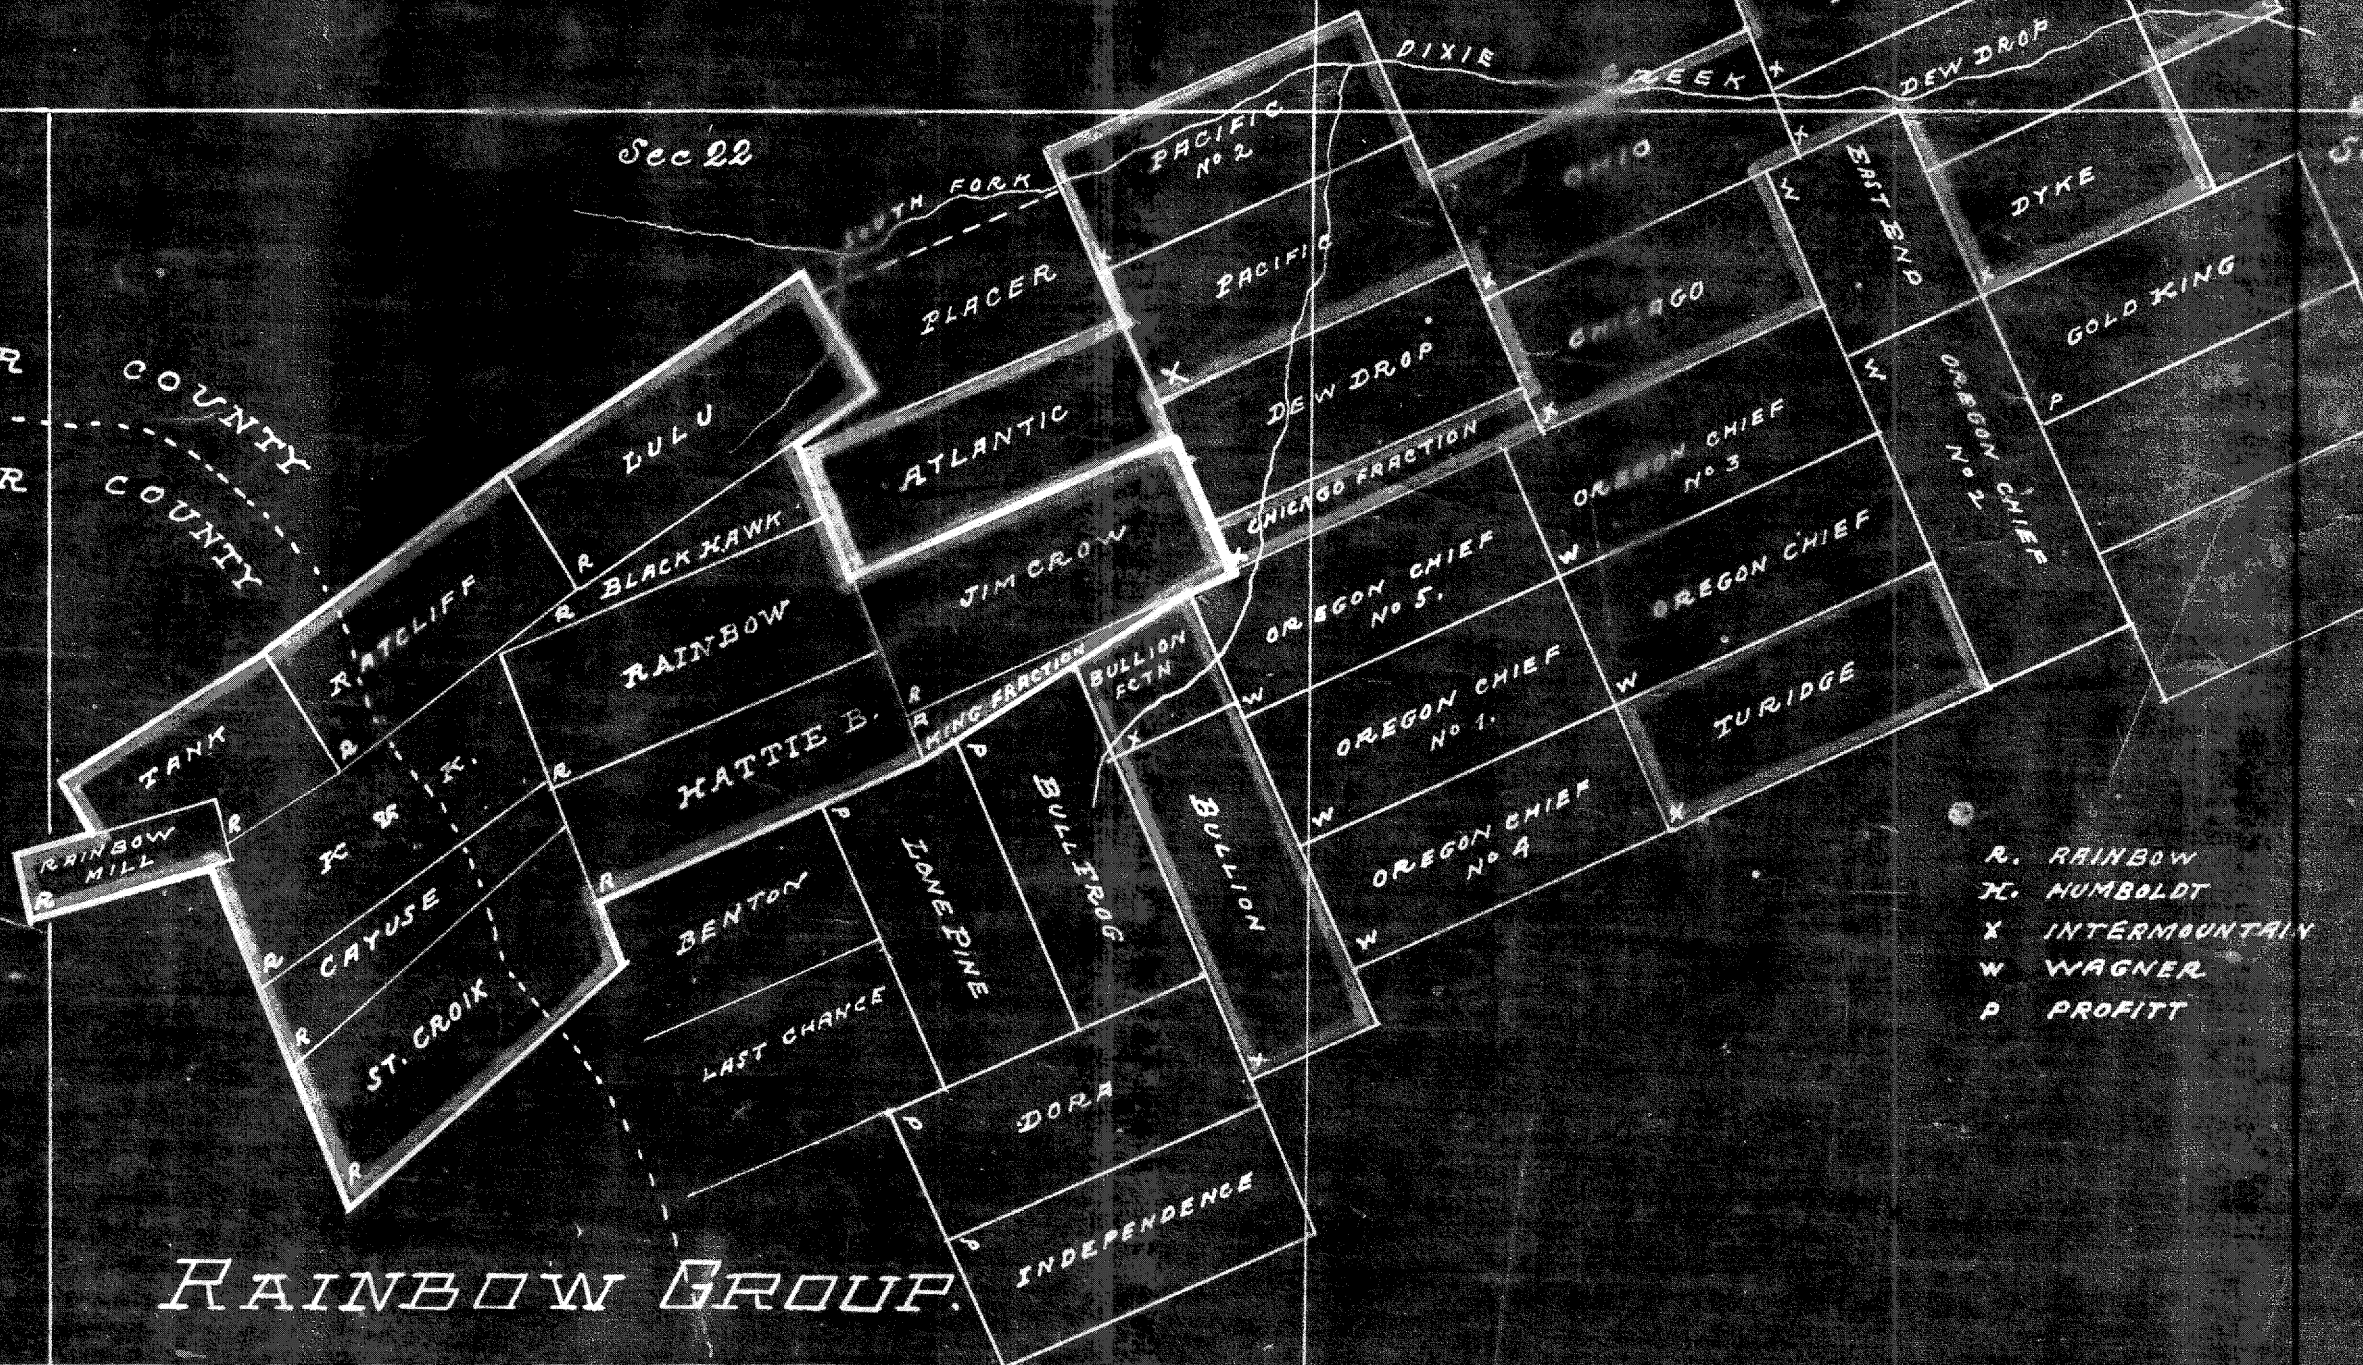 DIXIE
CREEK
DEW DROP
Sec 22
PACIFIC
No 2
OHIO
EAST END
DYKE
SOUTH FORK
PLACER
PACIFIC
CHICAGO
GOLD KING
R
COUNTY
R
COUNTY
LULU
ATLANTIC
DEW DROP
CHICAGO FRACTION
OREGON CHIEF
No 3
OREGON CHIEF
No 2
BLACK HAWK
JIM CROW
OREGON CHIEF
No 5.
OREGON CHIEF
RATCLIFF
RAINBOW
KING FRACTION
BULLION
FCTN
OREGON CHIEF
No 1.
TURIDGE
TANK
K & K.
HATTIE B.
RAINBOW
MILL
CAYUSE
ST. CROIX
BENTON
LONE PINE
BULL FROG
BULLION
OREGON CHIEF
No 4
LAST CHANCE
DORA
INDEPENDENCE
R. RAINBOW
H. HUMBOLDT
X INTERMOUNTAIN
W WAGNER
P PROFITT
RAINBOW GROUP.